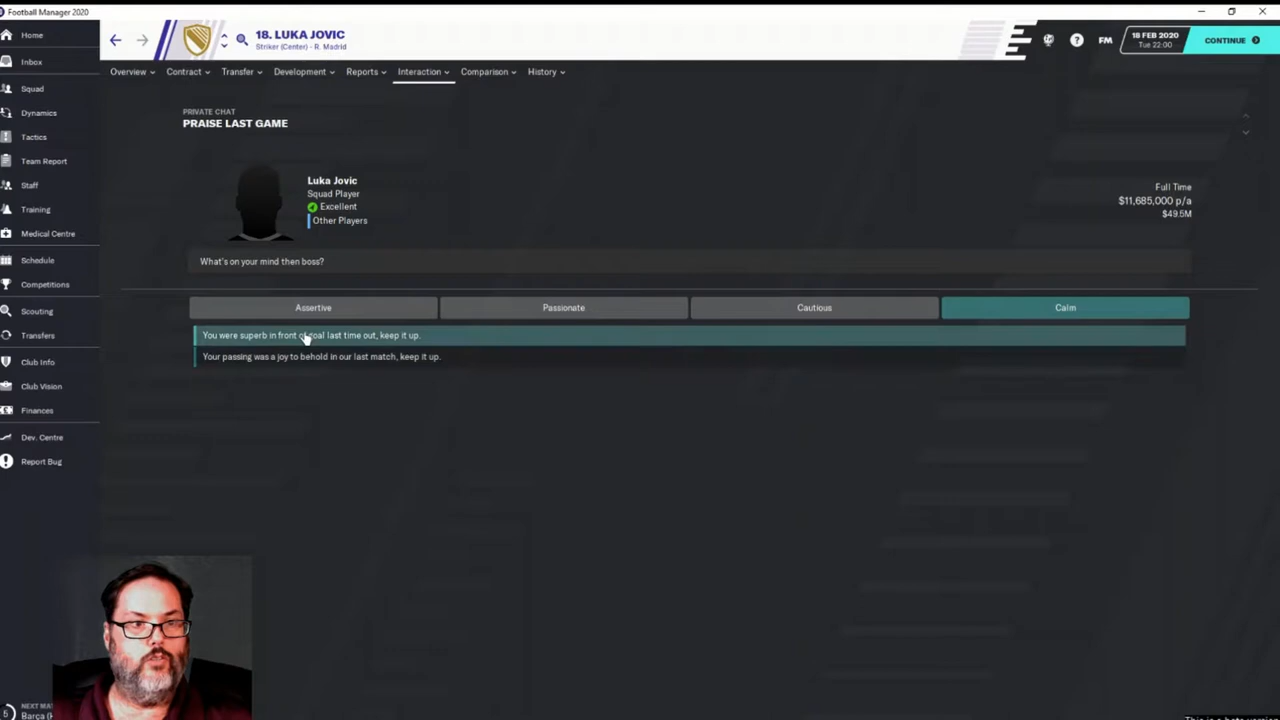 Football Manager 2020
Home
Inbox
Squad
Dynamics
Tactics
Team Report
Staff
Training
Medical Centre
Schedule
Competitions
Scouting
Transfers
Club Info
Club Vision
Finances
Dev. Centre
Report Bug
NEXT
Barça
18. LUKA JOVIC
Striker (Center) - R. Madrid
FM
18 FEB 2020
Tue 22:00
CONTINUE
Overview
Contract
Transfer
Development
Reports
Interaction
Comparison
History
PRIVATE CHAT
PRAISE LAST GAME
Luka Jovic
Squad Player
Excellent
Other Players
Full Time
$11,685,000 p/a
$49.5M
What's on your mind then boss?
Assertive
Passionate
Cautious
Calm
You were superb in front of goal last time out, keep it up.
Your passing was a joy to behold in our last match, keep it up.